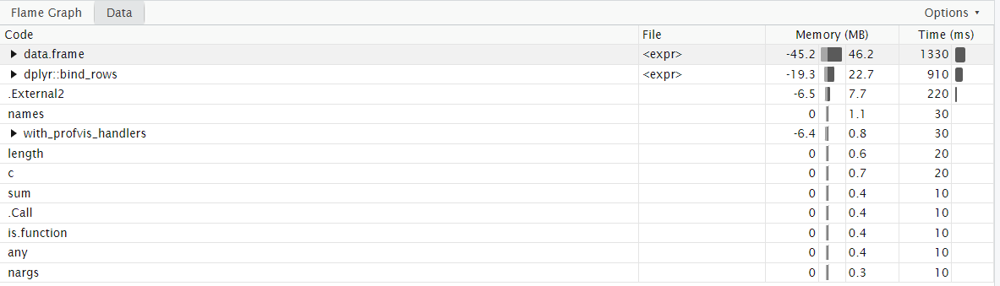 Flame Graph Data Options ▼
Code File Memory (MB) Time (ms)
▶ data.frame <expr> -45.2 46.2 1330
▶ dplyr::bind_rows <expr> -19.3 22.7 910
.External2 -6.5 7.7 220
names 0 1.1 30
▶ with_profvis_handlers -6.4 0.8 30
length 0 0.6 20
c 0 0.7 20
sum 0 0.4 10
.Call 0 0.4 10
is.function 0 0.4 10
any 0 0.4 10
nargs 0 0.3 10